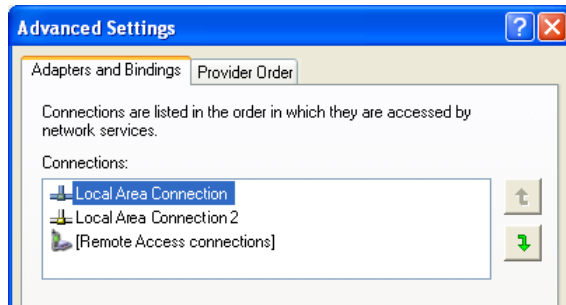 Advanced Settings
?
Adapters and Bindings
Provider Order
Connections are listed in the order in which they are accessed by
network services.
Connections:
Local Area Connection
Local Area Connection 2
[Remote Access connections]